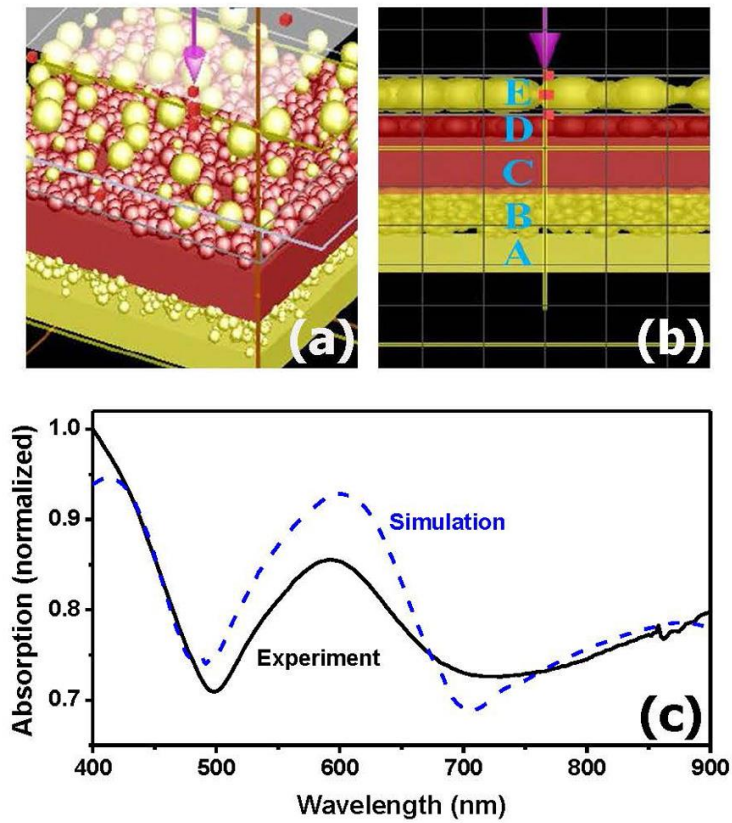 E
D
C
B
A
(a)
(b)
Absorption (normalized)
1.0
0.9
0.8
0.7
Simulation
Experiment
(c)
400 500 600 700 800 900
Wavelength (nm)